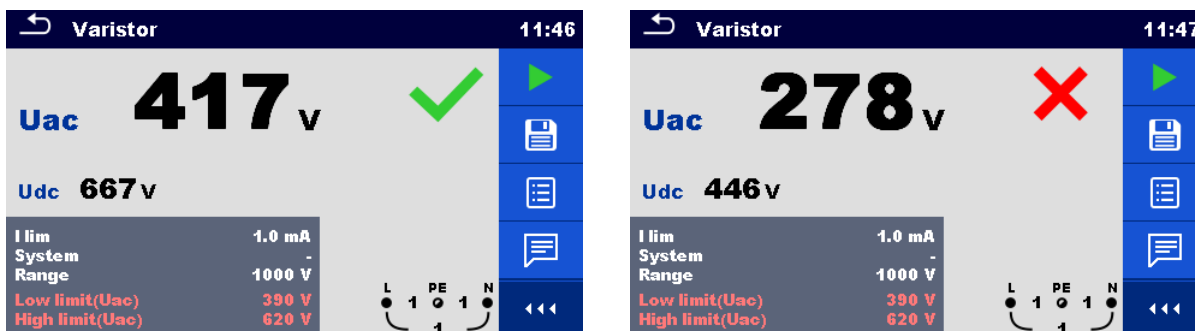 Varistor 11:46
Uac 417 V
Udc 667 V
I lim 1.0 mA
System -
Range 1000 V
Low limit(Uac) 390 V
High limit(Uac) 620 V
L PE N
1 1
1
Varistor 11:47
Uac 278 V
Udc 446 V
I lim 1.0 mA
System -
Range 1000 V
Low limit(Uac) 390 V
High limit(Uac) 620 V
L PE N
1 1
1